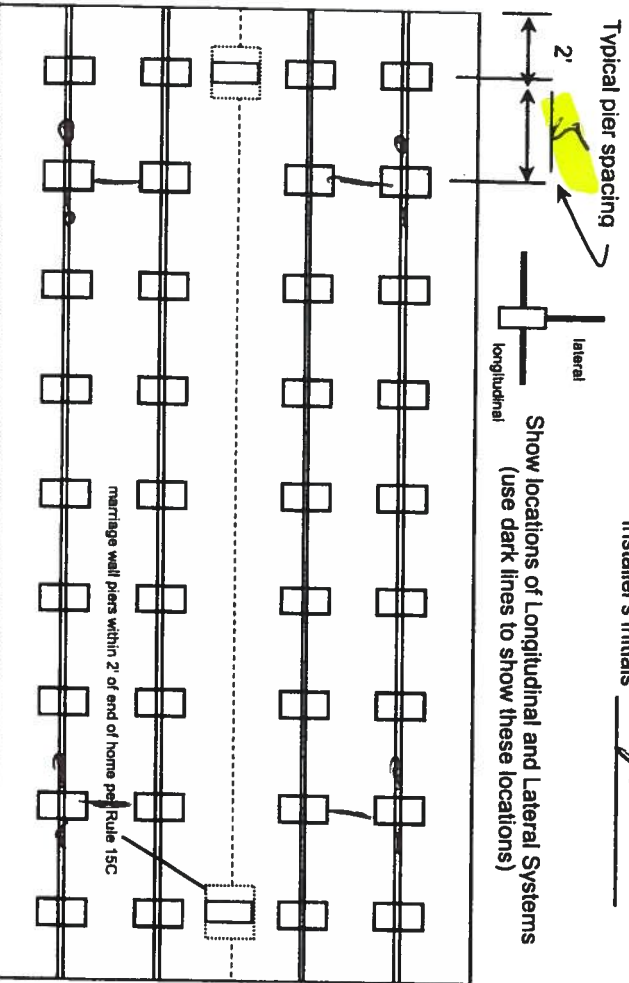 Installer's Initials
Typical pier spacing
2'
lateral
longitudinal
Show locations of Longitudinal and Lateral Systems
(use dark lines to show these locations)
marriage wall piers within 2' of end of home per Rule 15C